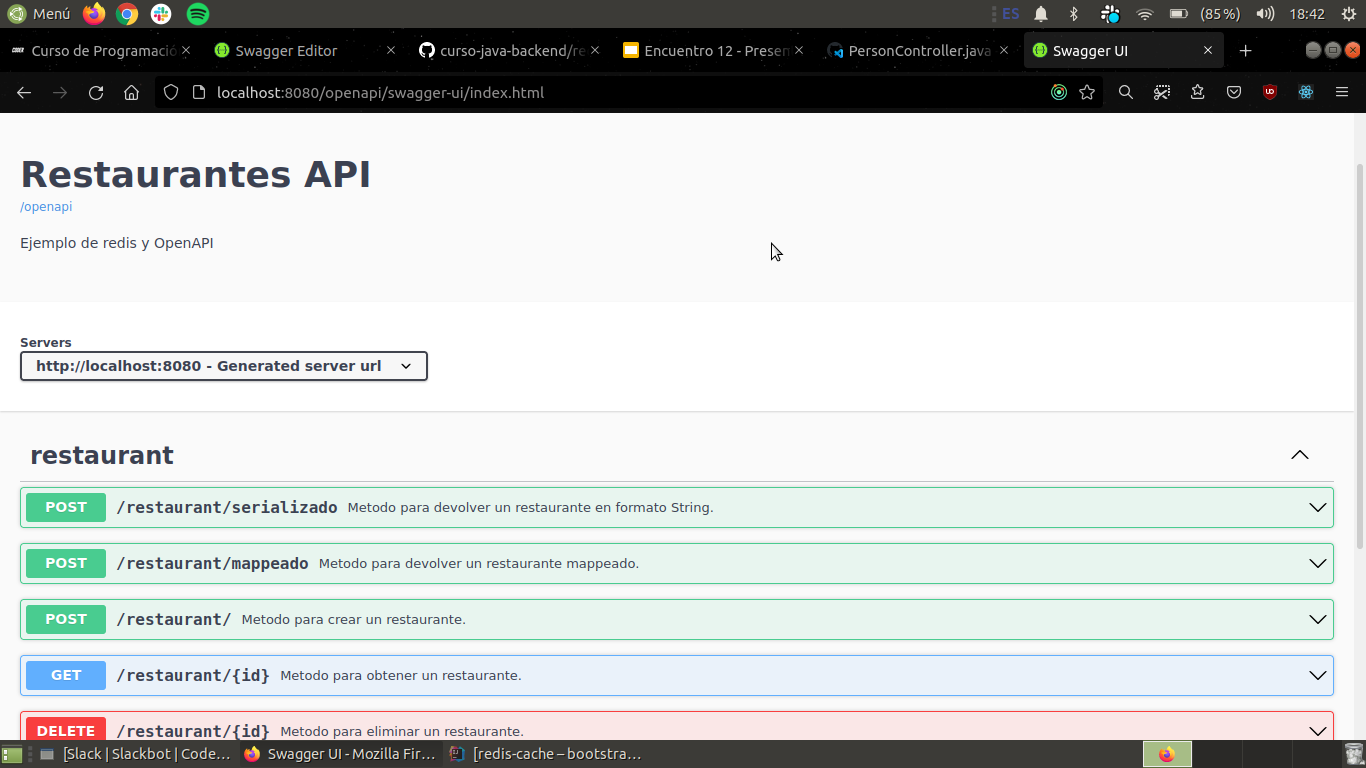 Menú
ES
(85%)
18:42
Curso de Programació
Swagger Editor
curso-java-backend/re
Encuentro 12 - Presen
PersonController.java
Swagger UI
localhost:8080/openapi/swagger-ui/index.html
Restaurantes API
/openapi
Ejemplo de redis y OpenAPI
Servers
http://localhost:8080 - Generated server url
restaurant
POST /restaurant/serializado Metodo para devolver un restaurante en formato String.
POST /restaurant/mappeado Metodo para devolver un restaurante mappeado.
POST /restaurant/ Metodo para crear un restaurante.
GET /restaurant/{id} Metodo para obtener un restaurante.
DELETE /restaurant/{id} Metodo para eliminar un restaurante.
[Slack | Slackbot | Code...
Swagger UI - Mozilla Fir...
[redis-cache – bootstra...